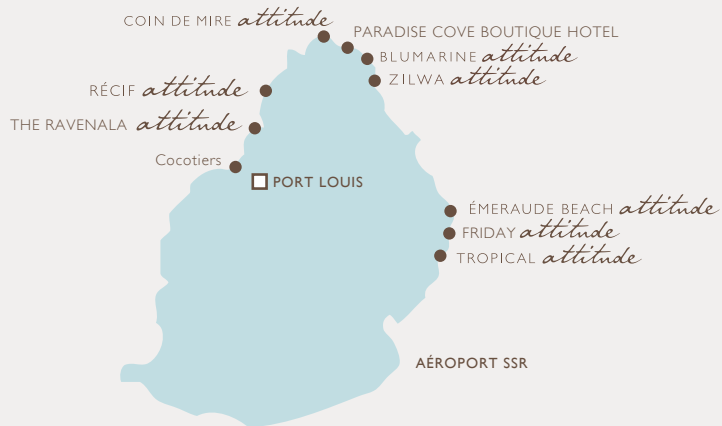 COIN DE MIRE attitude
PARADISE COVE BOUTIQUE HOTEL
BLUMARINE attitude
ZILWA attitude
RÉCIF attitude
THE RAVENALA attitude
Cocotiers
PORT LOUIS
ÉMERAUDE BEACH attitude
FRIDAY attitude
TROPICAL attitude
AÉROPORT SSR